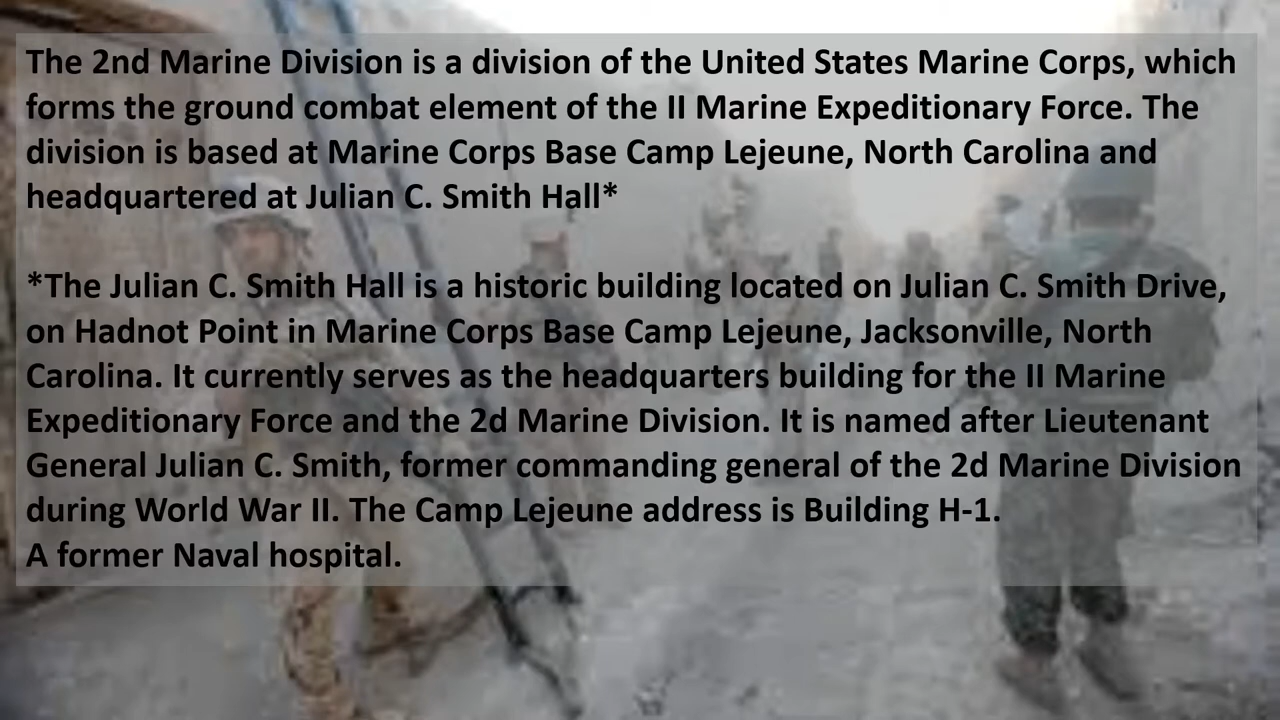 The 2nd Marine Division is a division of the United States Marine Corps, which
forms the ground combat element of the II Marine Expeditionary Force. The
division is based at Marine Corps Base Camp Lejeune, North Carolina and
headquartered at Julian C. Smith Hall*
*The Julian C. Smith Hall is a historic building located on Julian C. Smith Drive,
on Hadnot Point in Marine Corps Base Camp Lejeune, Jacksonville, North
Carolina. It currently serves as the headquarters building for the II Marine
Expeditionary Force and the 2d Marine Division. It is named after Lieutenant
General Julian C. Smith, former commanding general of the 2d Marine Division
during World War II. The Camp Lejeune address is Building H-1.
A former Naval hospital.